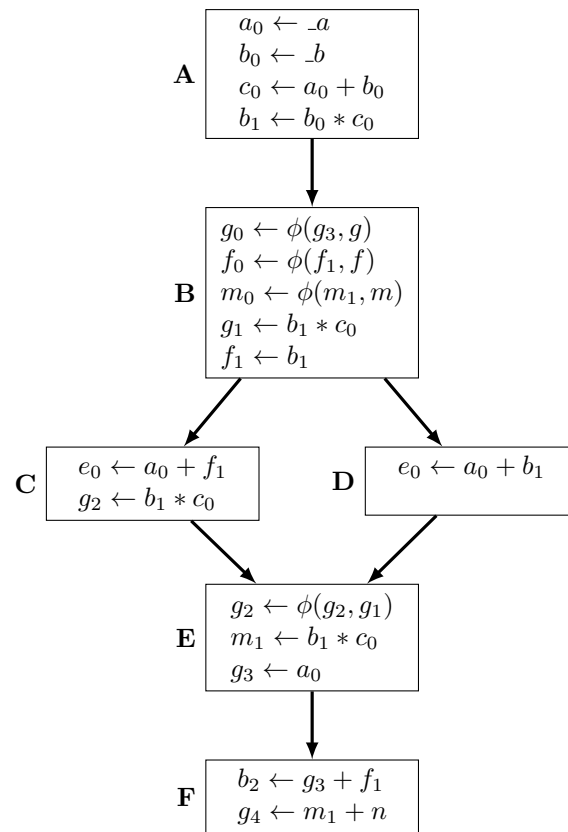 A
a₀ ← _a
b₀ ← _b
c₀ ← a₀ + b₀
b₁ ← b₀ * c₀
B
g₀ ← ϕ(g₃, g)
f₀ ← ϕ(f₁, f)
m₀ ← ϕ(m₁, m)
g₁ ← b₁ * c₀
f₁ ← b₁
C
e₀ ← a₀ + f₁
g₂ ← b₁ * c₀
D
e₀ ← a₀ + b₁
E
g₂ ← ϕ(g₂, g₁)
m₁ ← b₁ * c₀
g₃ ← a₀
F
b₂ ← g₃ + f₁
g₄ ← m₁ + n